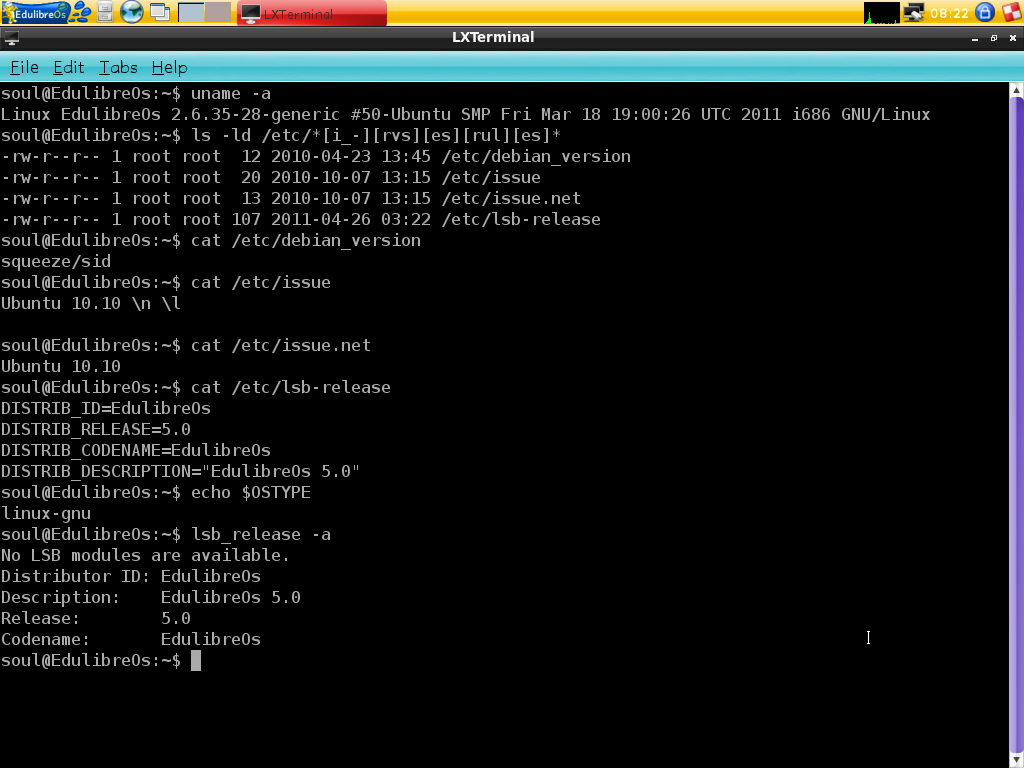 EdulibreOs LXTerminal 08:22
LXTerminal
File Edit Tabs Help
soul@EdulibreOs:~$ uname -a
Linux EdulibreOs 2.6.35-28-generic #50-Ubuntu SMP Fri Mar 18 19:00:26 UTC 2011 i686 GNU/Linux
soul@EdulibreOs:~$ ls -ld /etc/*[i_-][rvs][es][rul][es]*
-rw-r--r-- 1 root root  12 2010-04-23 13:45 /etc/debian_version
-rw-r--r-- 1 root root  20 2010-10-07 13:15 /etc/issue
-rw-r--r-- 1 root root  13 2010-10-07 13:15 /etc/issue.net
-rw-r--r-- 1 root root 107 2011-04-26 03:22 /etc/lsb-release
soul@EdulibreOs:~$ cat /etc/debian_version
squeeze/sid
soul@EdulibreOs:~$ cat /etc/issue
Ubuntu 10.10 \n \l
soul@EdulibreOs:~$ cat /etc/issue.net
Ubuntu 10.10
soul@EdulibreOs:~$ cat /etc/lsb-release
DISTRIB_ID=EdulibreOs
DISTRIB_RELEASE=5.0
DISTRIB_CODENAME=EdulibreOs
DISTRIB_DESCRIPTION="EdulibreOs 5.0"
soul@EdulibreOs:~$ echo $OSTYPE
linux-gnu
soul@EdulibreOs:~$ lsb_release -a
No LSB modules are available.
Distributor ID: EdulibreOs
Description:    EdulibreOs 5.0
Release:        5.0
Codename:       EdulibreOs
soul@EdulibreOs:~$